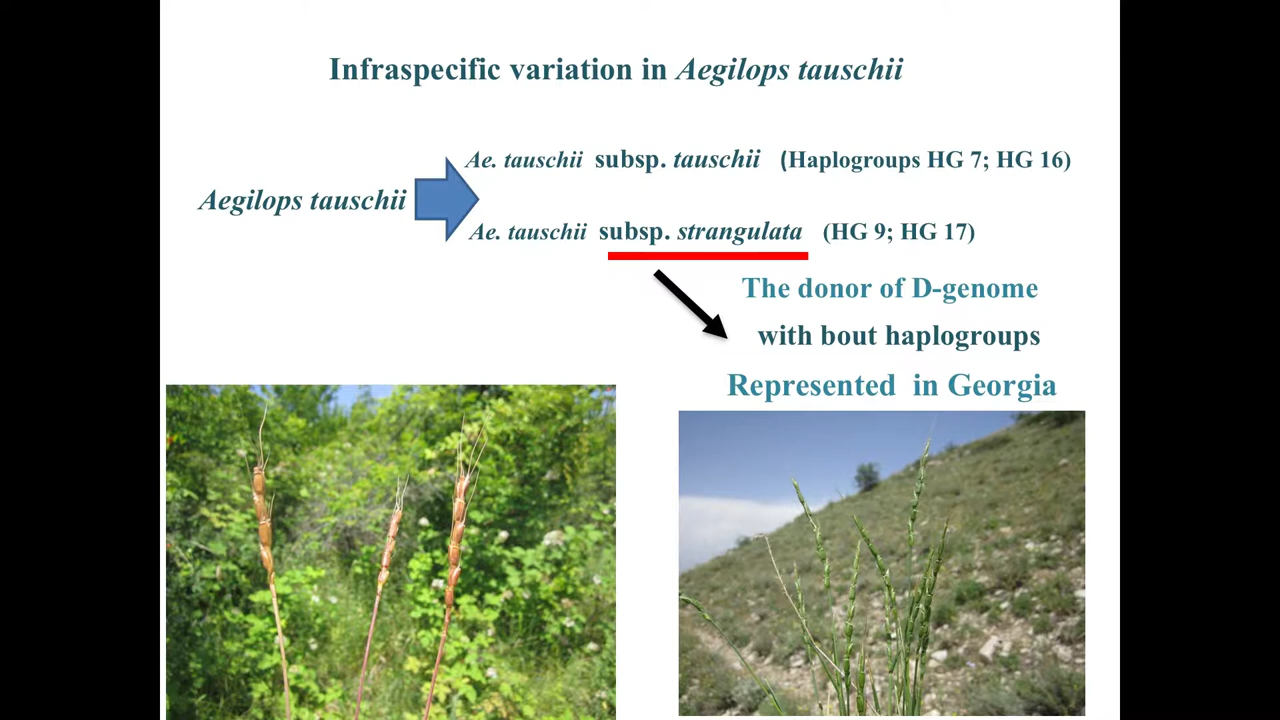 Infraspecific variation in Aegilops tauschii
Ae. tauschii subsp. tauschii (Haplogroups HG 7; HG 16)
Aegilops tauschii
Ae. tauschii subsp. strangulata (HG 9; HG 17)
The donor of D-genome
with bout haplogroups
Represented in Georgia